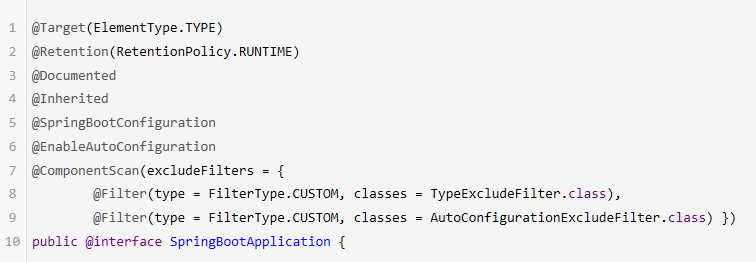 1 @Target(ElementType.TYPE)
2 @Retention(RetentionPolicy.RUNTIME)
3 @Documented
4 @Inherited
5 @SpringBootConfiguration
6 @EnableAutoConfiguration
7 @ComponentScan(excludeFilters = {
8         @Filter(type = FilterType.CUSTOM, classes = TypeExcludeFilter.class),
9         @Filter(type = FilterType.CUSTOM, classes = AutoConfigurationExcludeFilter.class) })
10 public @interface SpringBootApplication {